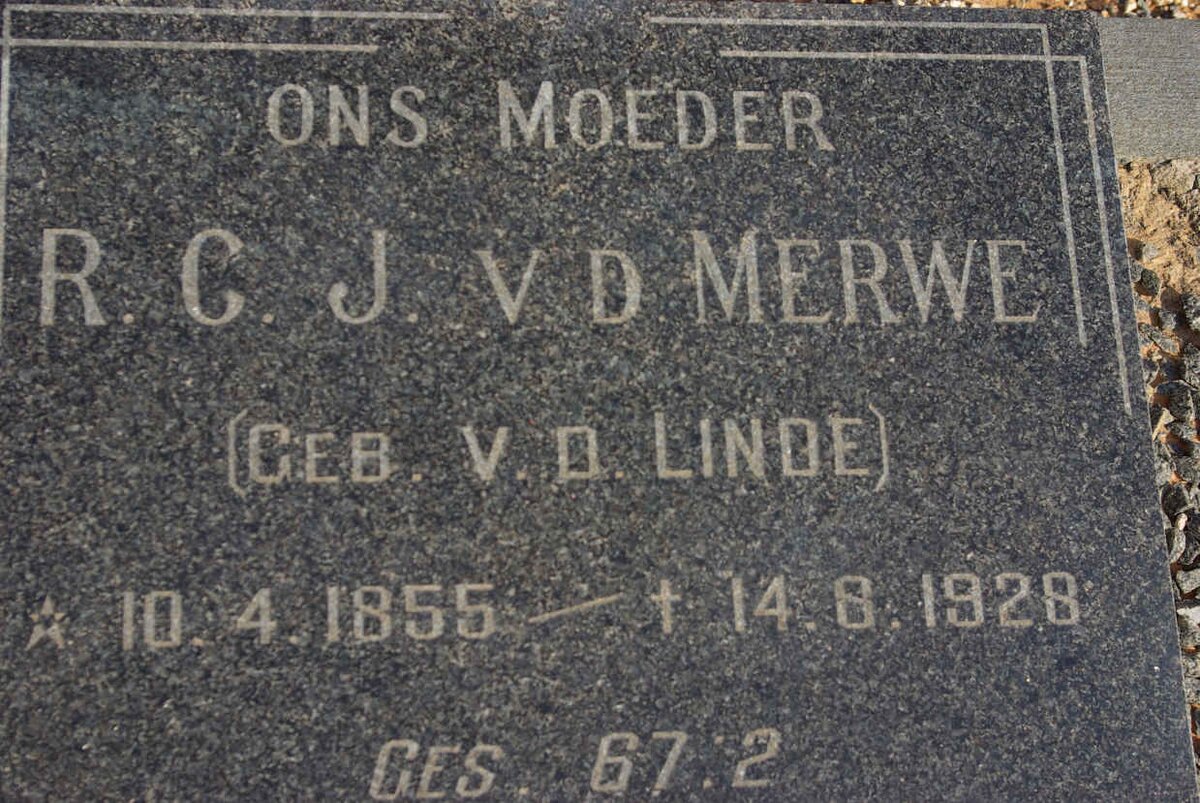 ONS MOEDER
R. C. J. V. D. MERWE
(GEB. V. D. LINDE)
☆ 10.4.1855 — † 14.8.1928
GES 67:2